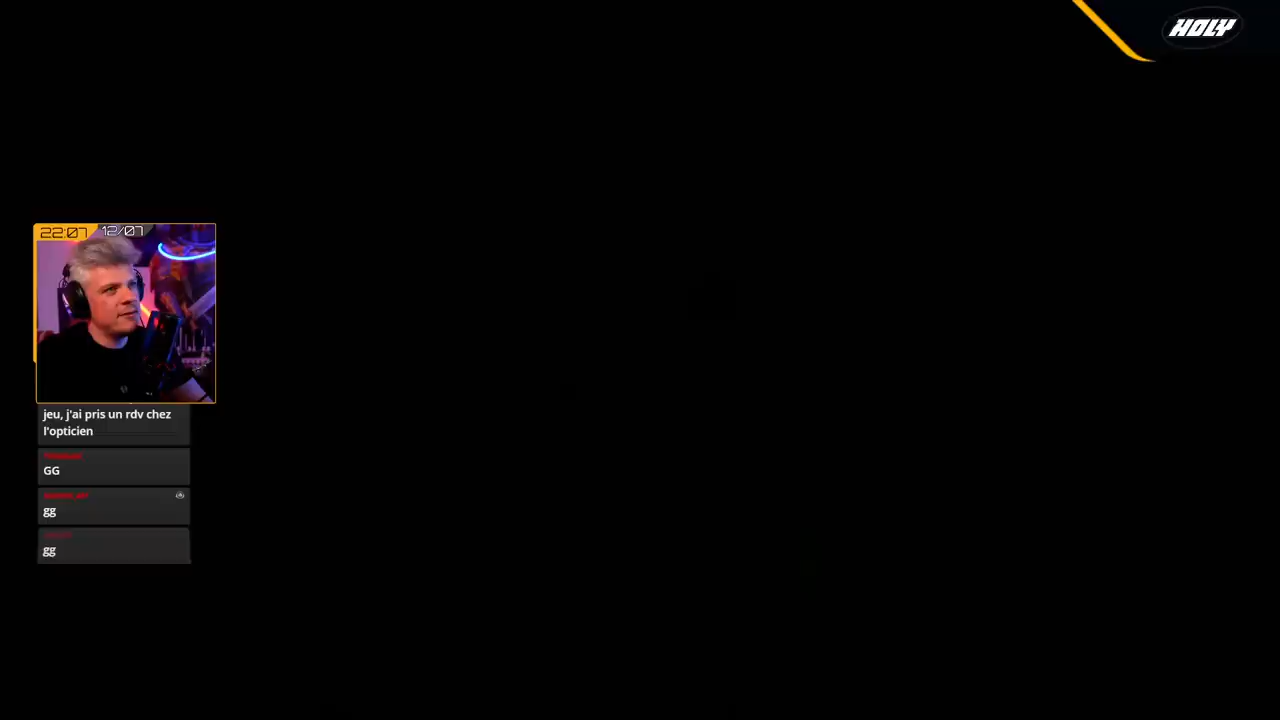 HOLY
22:07 12/07
jeu, j'ai pris un rdv chez
l'opticien
GG
gg
gg